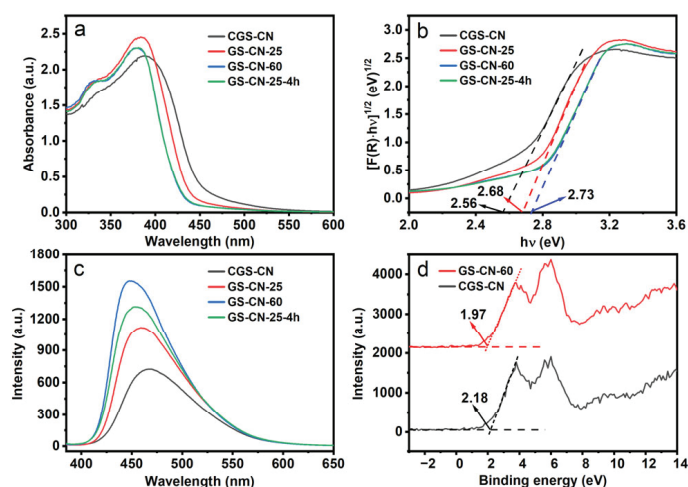 a
CGS-CN
GS-CN-25
GS-CN-60
GS-CN-25-4h
Absorbance (a.u.)
2.5
2.0
1.5
1.0
0.5
0.0
300 350 400 450 500 550 600
Wavelength (nm)
b
CGS-CN
GS-CN-25
GS-CN-60
GS-CN-25-4h
[F(R)·hν]1/2 (eV)1/2
3.0
2.5
2.0
1.5
1.0
0.5
0.0
2.68
2.56
2.73
2.0 2.4 2.8 3.2 3.6
hν (eV)
c
CGS-CN
GS-CN-25
GS-CN-60
GS-CN-25-4h
Intensity (a.u.)
1800
1500
1200
900
600
300
0
400 450 500 550 600 650
Wavelength (nm)
d
GS-CN-60
CGS-CN
Intensity (a.u.)
4000
3000
2000
1000
0
1.97
2.18
−2 0 2 4 6 8 10 12 14
Binding energy (eV)